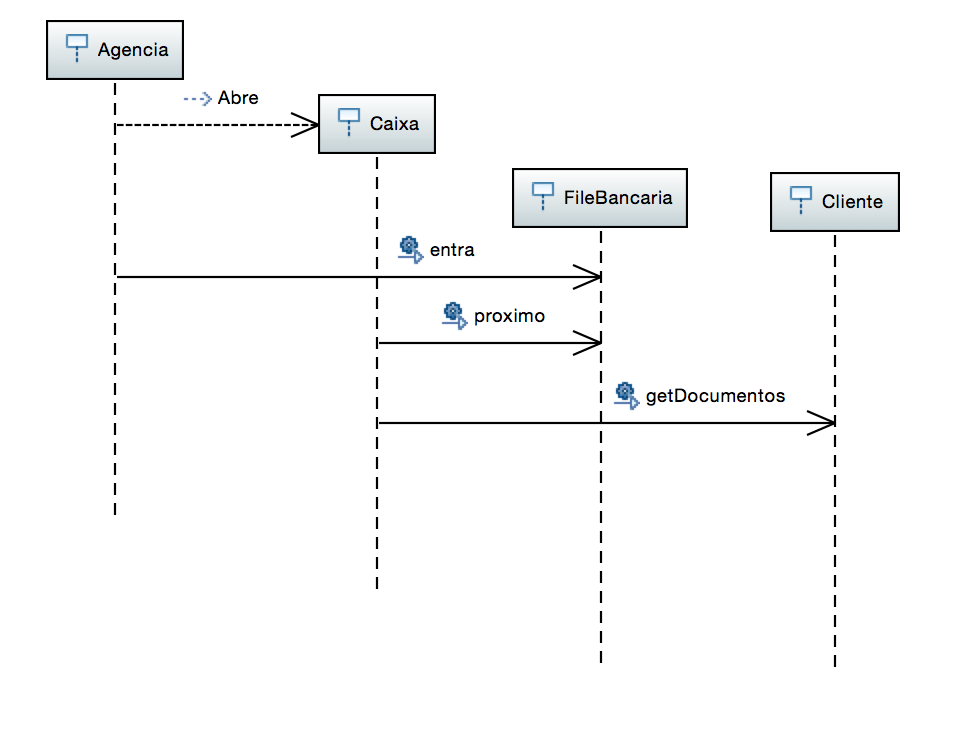 Agencia
Abre
Caixa
FileBancaria
Cliente
entra
proximo
getDocumentos